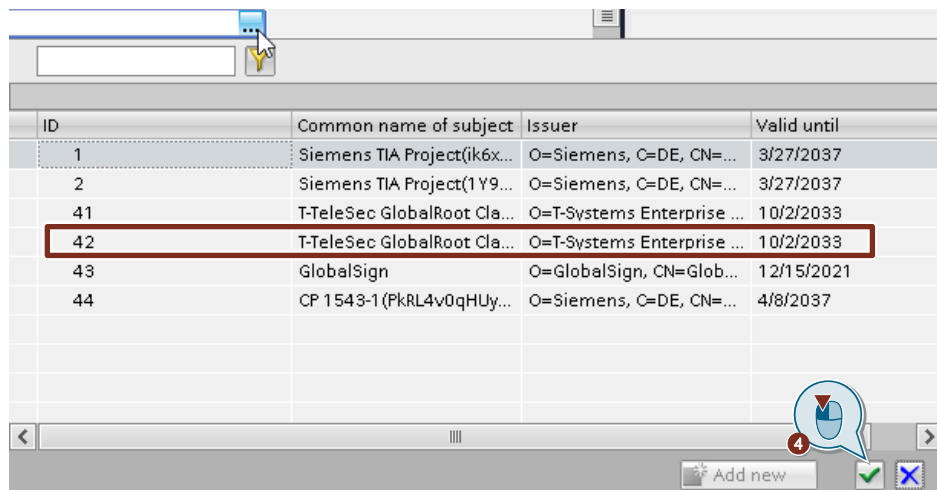 ...
ID Common name of subject Issuer Valid until
1 Siemens TIA Project(ik6x... O=Siemens, C=DE, CN=... 3/27/2037
2 Siemens TIA Project(1Y9... O=Siemens, C=DE, CN=... 3/27/2037
41 T-TeleSec GlobalRoot Cla... O=T-Systems Enterprise ... 10/2/2033
42 T-TeleSec GlobalRoot Cla... O=T-Systems Enterprise ... 10/2/2033
43 GlobalSign O=GlobalSign, CN=Glob... 12/15/2021
44 CP 1543-1(PkRL4v0qHUy... O=Siemens, C=DE, CN=... 4/8/2037
4
Add new